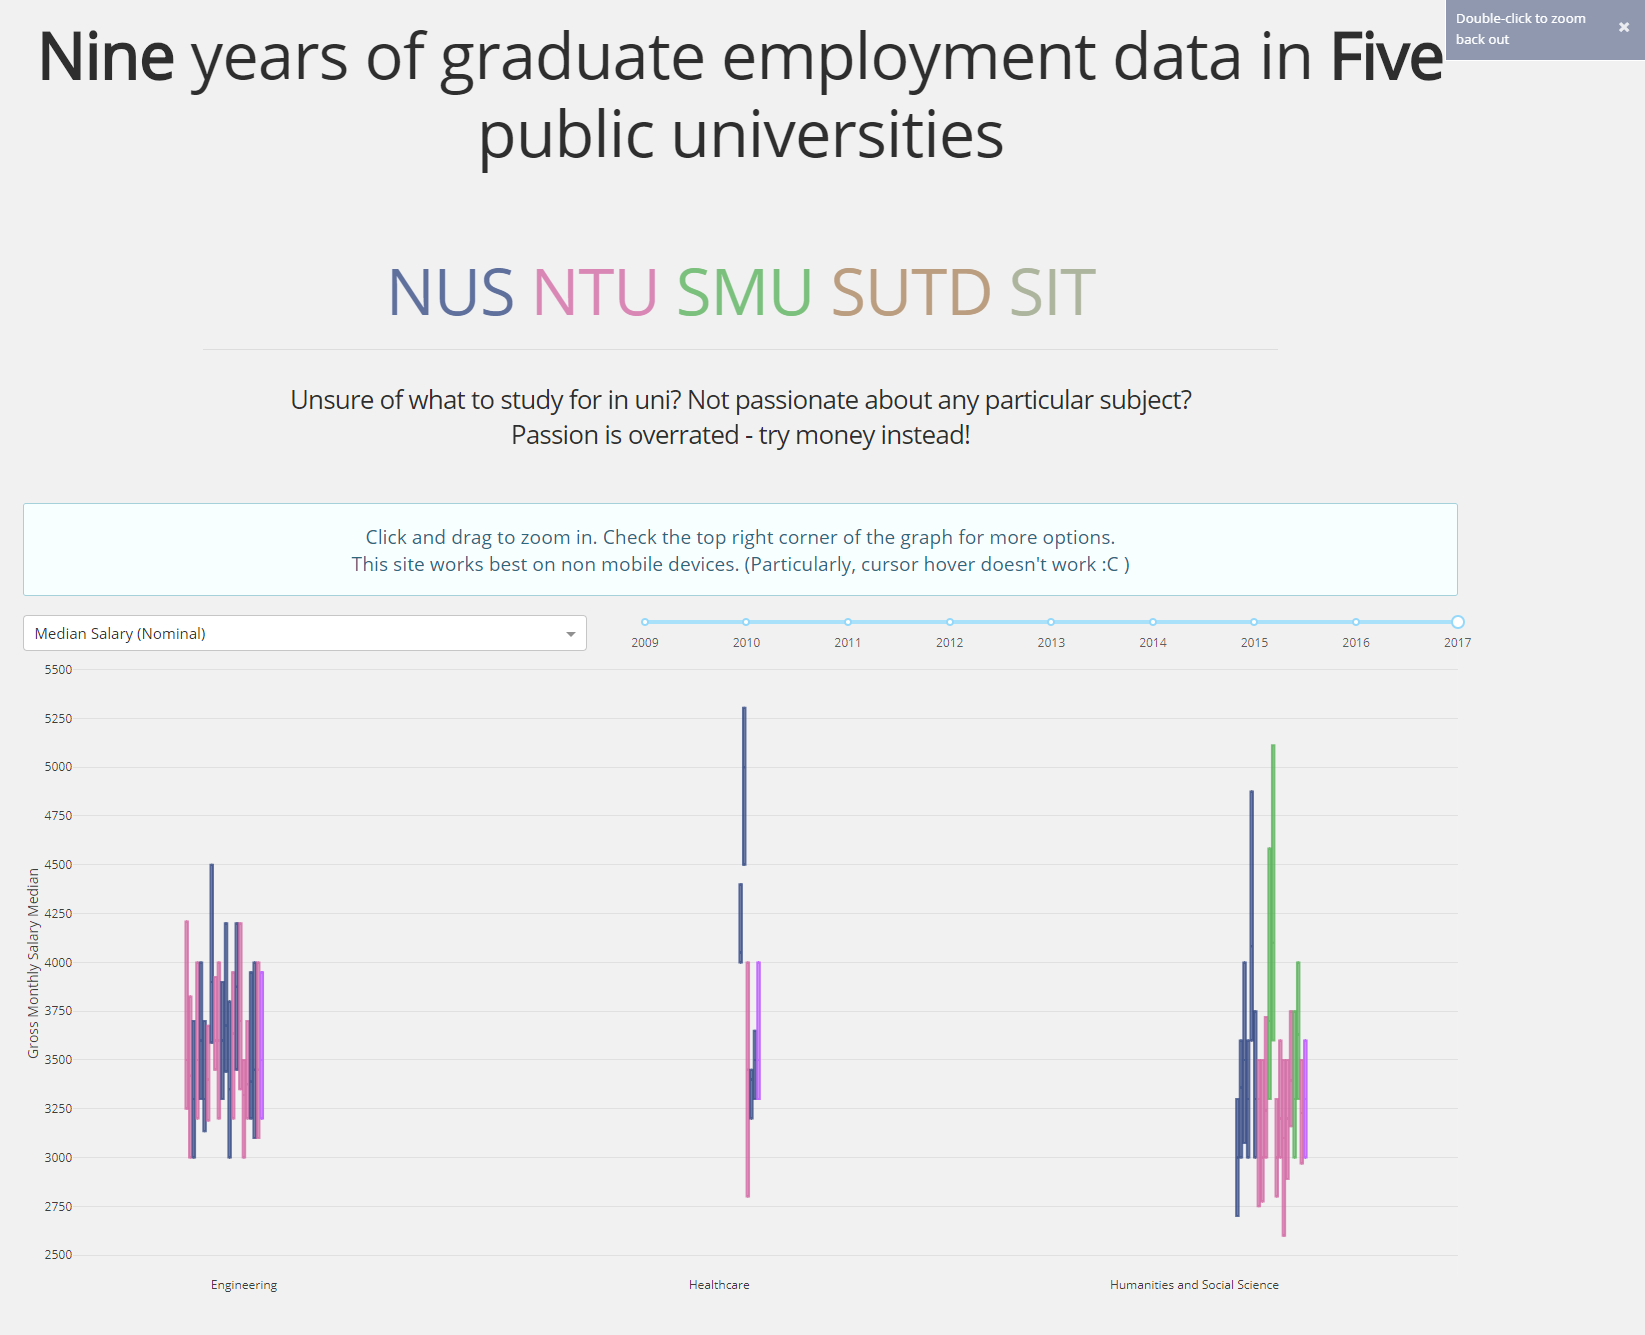 Double-click to zoom
back out
Nine years of graduate employment data in Five
public universities
NUS NTU SMU SUTD SIT
Unsure of what to study for in uni? Not passionate about any particular subject?
Passion is overrated - try money instead!
Click and drag to zoom in. Check the top right corner of the graph for more options.
This site works best on non mobile devices. (Particularly, cursor hover doesn't work :C )
Median Salary (Nominal)
2009 2010 2011 2012 2013 2014 2015 2016 2017
Gross Monthly Salary Median
5500
5250
5000
4750
4500
4250
4000
3750
3500
3250
3000
2750
2500
Engineering Healthcare Humanities and Social Science